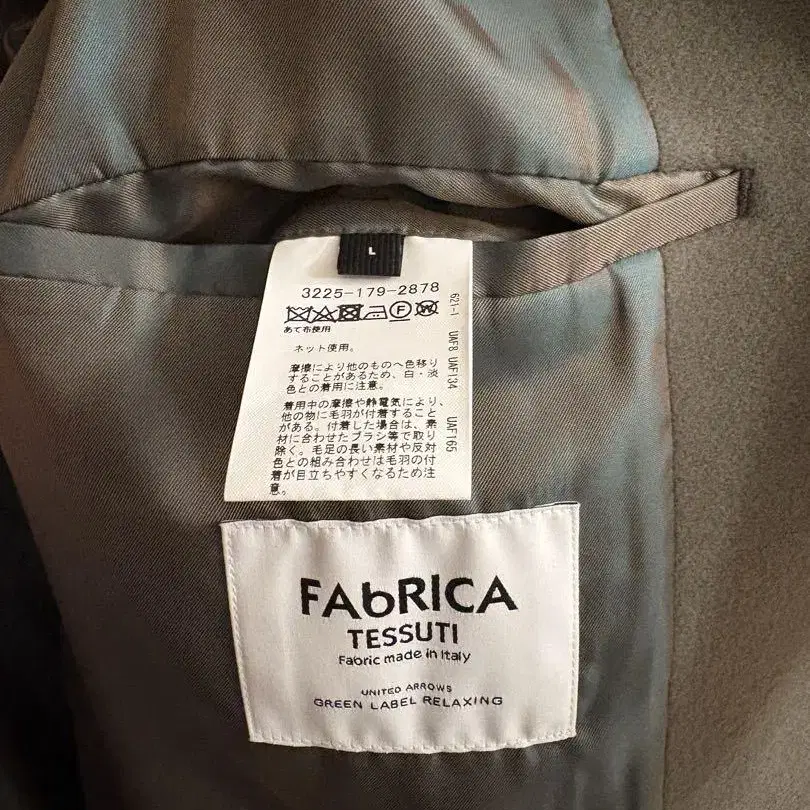 L
3225-179-2878
あて布使用
ネット使用。
摩擦により他のものへ色移り
することがあるため、白・淡
色との着用に注意。
着用中の摩擦や静電気により、
他の物に毛羽が付着すること
がある。付着した場合は、素
材に合わせたブラシ等で取り
除く。毛足の長い素材や反対
色との組み合わせは毛羽の付
着が目立ちやすくなるため注
意。
621-1 UAF8 UAF134 UAF165
FAbRICA
TESSUTI
Fabric made in Italy
UNITED ARROWS
GREEN LABEL RELAXING